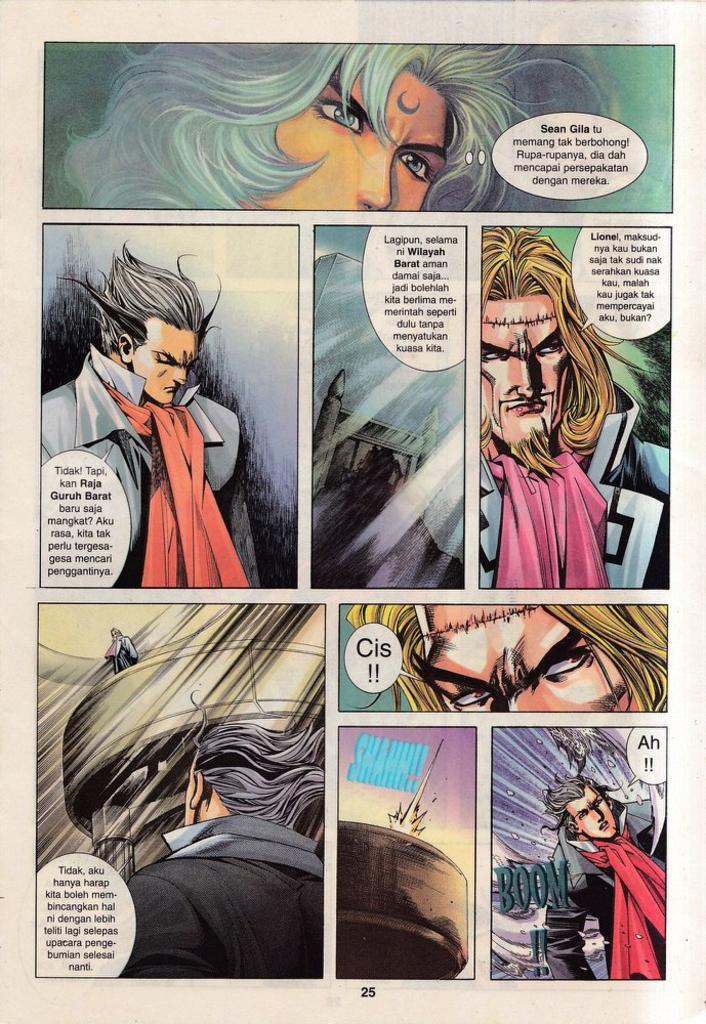 Sean Gila tu
memang tak berbohong!
Rupa-rupanya, dia dah
mencapai persepakatan
dengan mereka.
Tidak! Tapi,
kan Raja
Guruh Barat
baru saja
mangkat? Aku
rasa, kita tak
perlu tergesa-
gesa mencari
penggantinya.
Lagipun, selama
ni Wilayah
Barat aman
damai saja...
jadi bolehlah
kita berlima me-
merintah seperti
dulu tanpa
menyatukan
kuasa kita.
Lionel, maksud-
nya kau bukan
saja tak sudi nak
serahkan kuasa
kau, malah
kau jugak tak
mempercayai
aku, bukan?
Tidak, aku
hanya harap
kita boleh mem-
bincangkan hal
ni dengan lebih
teliti lagi selepas
upacara penge-
bumian selesai
nanti.
Cis
!!
Ah
!!
BOOM
!!
25